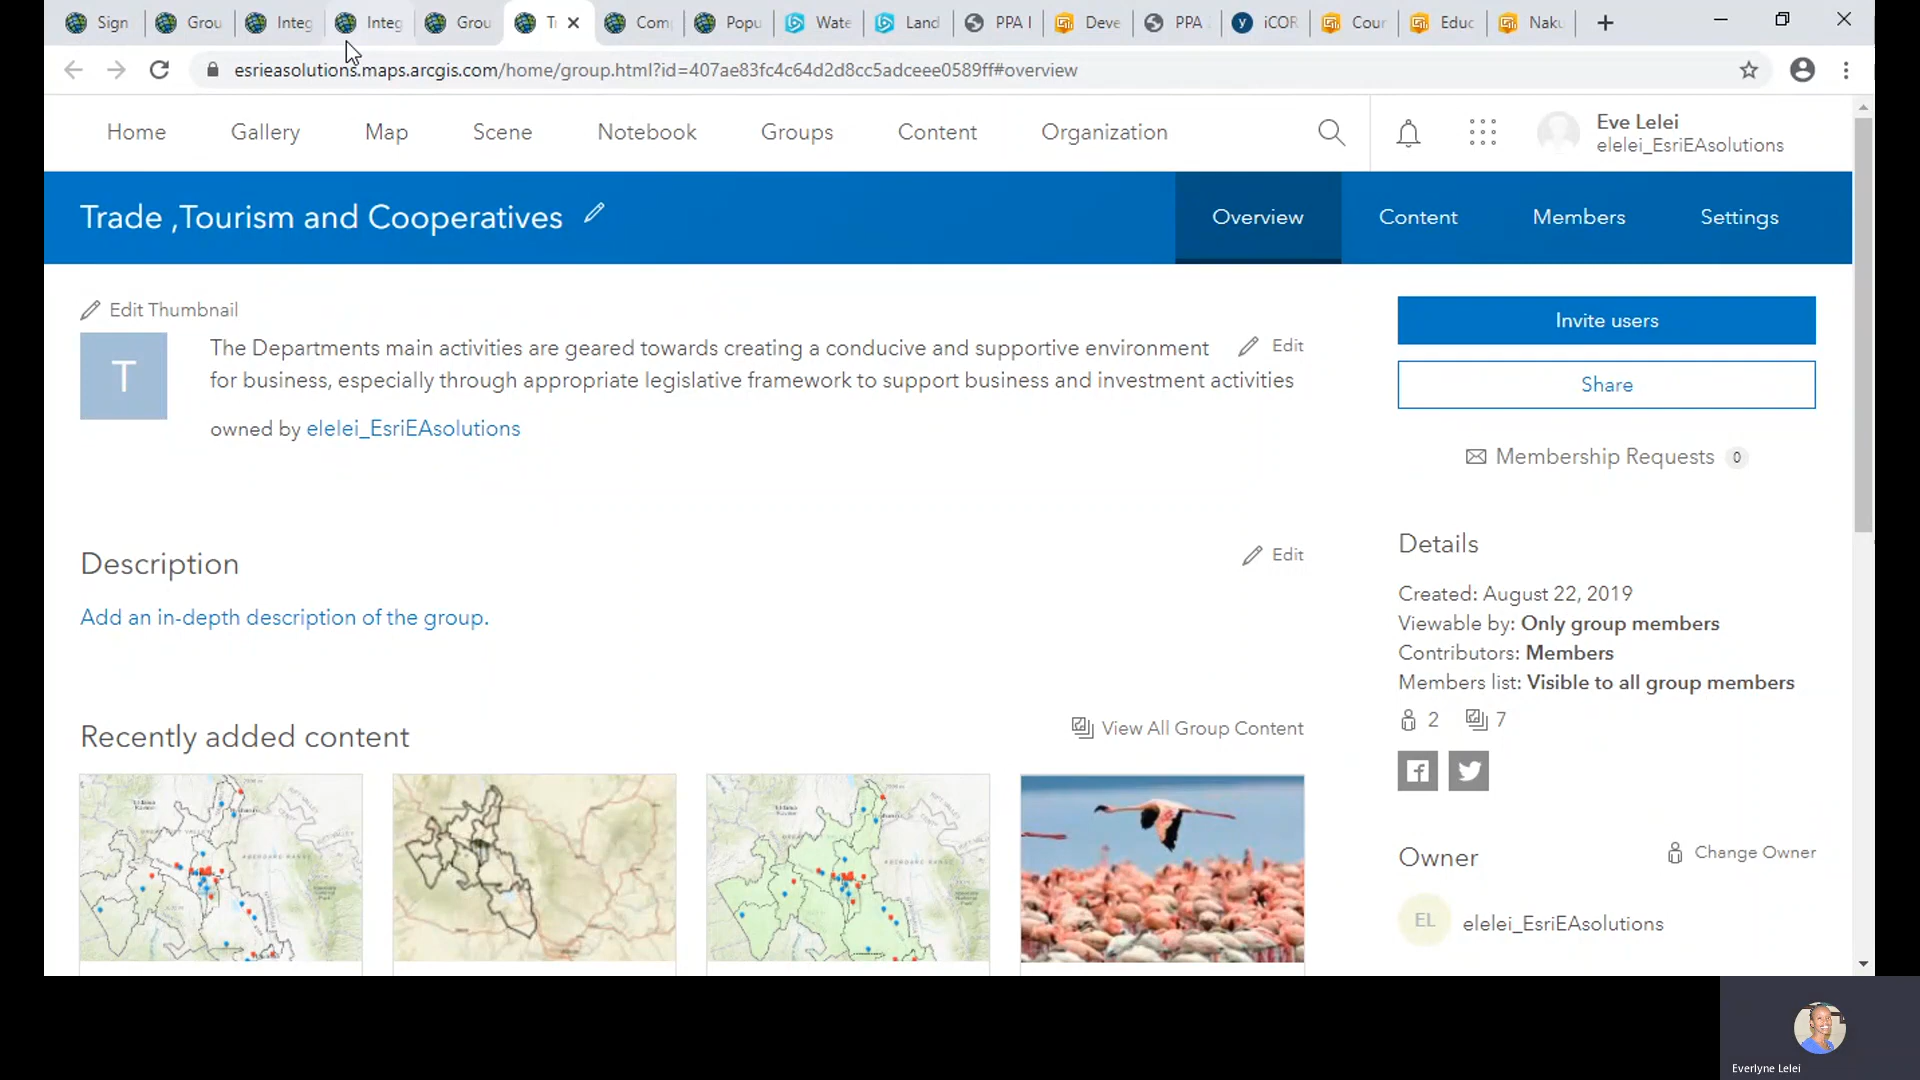 Sign
Grou
Integ
Integ
Grou
Com
Popu
Wate
Land
PPA
Deve
PPA
iCOR
Cour
Educ
Naku
esrieasolutions.maps.arcgis.com/home/group.html?id=407ae83fc4c64d2d8cc5adceee0589ff#overview
Home
Gallery
Map
Scene
Notebook
Groups
Content
Organization
Eve Lelei
elelei_EsriEAsolutions
Trade ,Tourism and Cooperatives
Overview
Content
Members
Settings
Edit Thumbnail
T
The Departments main activities are geared towards creating a conducive and supportive environment
for business, especially through appropriate legislative framework to support business and investment activities
Edit
owned by elelei_EsriEAsolutions
Invite users
Share
Membership Requests 0
Description
Edit
Add an in-depth description of the group.
Details
Created: August 22, 2019
Viewable by: Only group members
Contributors: Members
Members list: Visible to all group members
2 7
Recently added content
View All Group Content
Owner
Change Owner
EL
elelei_EsriEAsolutions
Everlyne Lelei